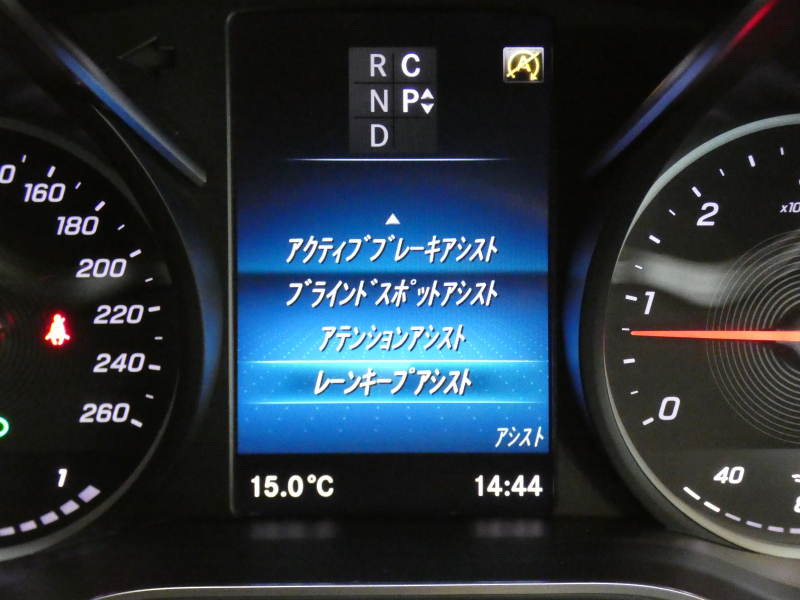 R C
N P
D
A
160
180
200
220
240
260
1
アクティブブレーキアシスト
ブラインドスポットアシスト
アテンションアシスト
レーンキープアシスト
アシスト
15.0°C
14:44
2
1
0
x10
40